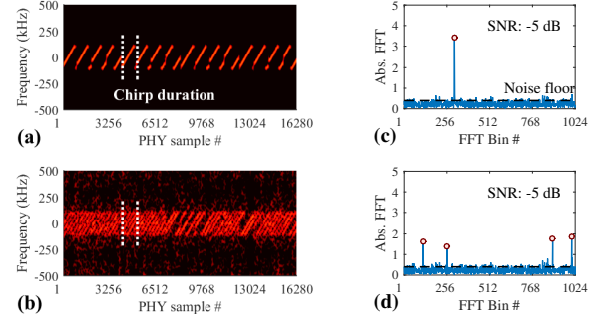 (a)
Frequency (kHz)
500
250
0
-250
-500
Chirp duration
1 3256 6512 9768 13024 16280
PHY sample #
(c)
Abs. FFT
5
4
3
2
1
0
SNR: -5 dB
Noise floor
1 256 512 768 1024
FFT Bin #
(b)
Frequency (kHz)
500
250
0
-250
-500
1 3256 6512 9768 13024 16280
PHY sample #
(d)
Abs. FFT
5
4
3
2
1
0
SNR: -5 dB
1 256 512 768 1024
FFT Bin #